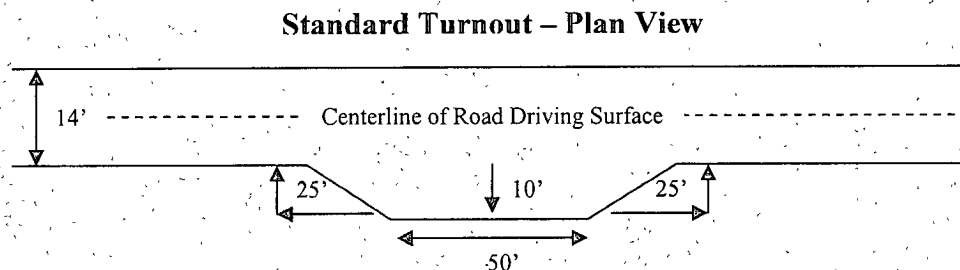 Standard Turnout – Plan View
14’
Centerline of Road Driving Surface
25’
10’
25’
50’